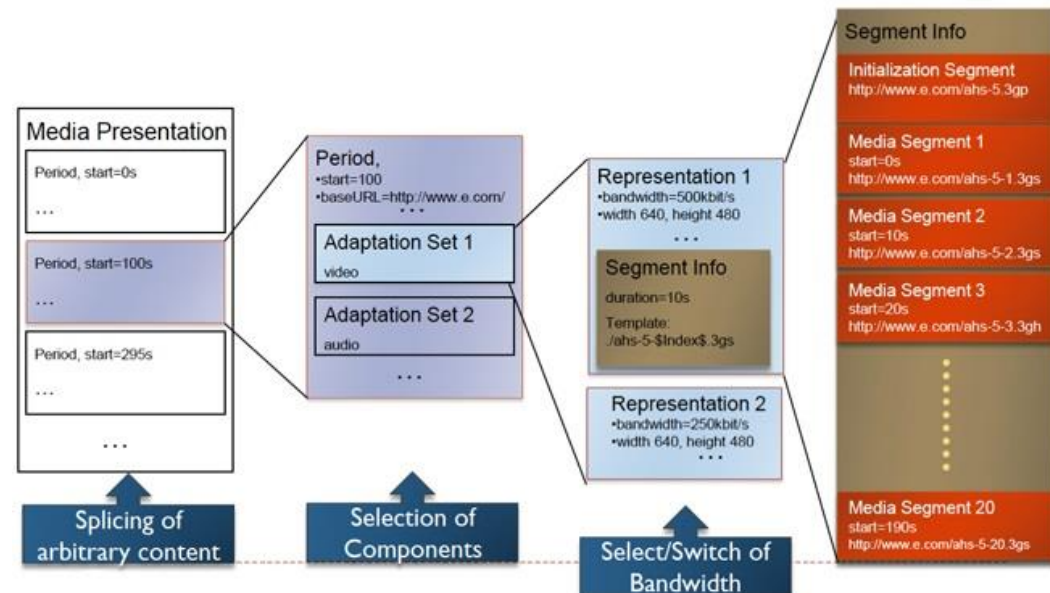 Media Presentation
Period, start=0s
...
Period, start=100s
...
Period, start=295s
...
...
Splicing of
arbitrary content
Period,
•start=100
•baseURL=http://www.e.com/
...
Adaptation Set 1
video
Adaptation Set 2
audio
...
Selection of
Components
Representation 1
•bandwidth=500kbit/s
•width 640, height 480
...
Segment Info
duration=10s
Template:
./ahs-5-$Index$.3gs
Representation 2
•bandwidth=250kbit/s
•width 640, height 480
...
Select/Switch of
Bandwidth
Segment Info
Initialization Segment
http://www.e.com/ahs-5.3gp
Media Segment 1
start=0s
http://www.e.com/ahs-5-1.3gs
Media Segment 2
start=10s
http://www.e.com/ahs-5-2.3gs
Media Segment 3
start=20s
http://www.e.com/ahs-5-3.3gh
Media Segment 20
start=190s
http://www.e.com/ahs-5-20.3gs